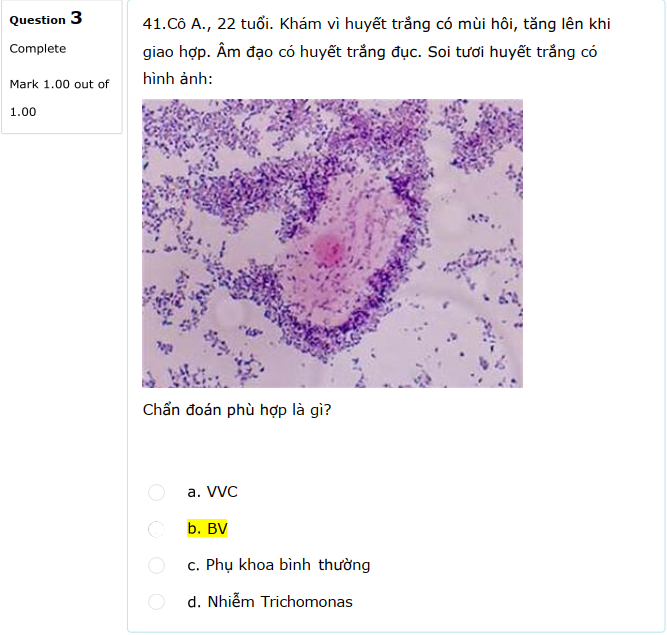 Question 3
Complete
Mark 1.00 out of
1.00
41.Cô A., 22 tuổi. Khám vì huyết trắng có mùi hôi, tăng lên khi
giao hợp. Âm đạo có huyết trắng đục. Soi tươi huyết trắng có
hình ảnh:
Chẩn đoán phù hợp là gì?
a. VVC
b. BV
c. Phụ khoa bình thường
d. Nhiễm Trichomonas